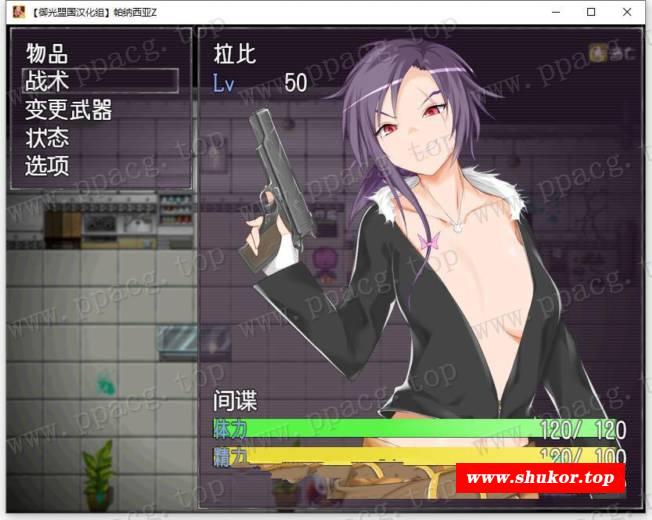 【御光盟国汉化组】帕纳西亚Z
物品
战术
变更武器
状态
选项
拉比
Lv 50
间谍
体力 120/ 120
精力 120/ 100
www.ppacg.top
www.shukor.top